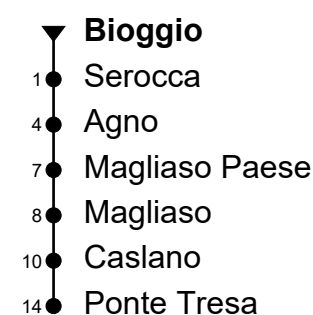 Bioggio
1 Serocca
4 Agno
7 Magliaso Paese
8 Magliaso
10 Caslano
14 Ponte Tresa